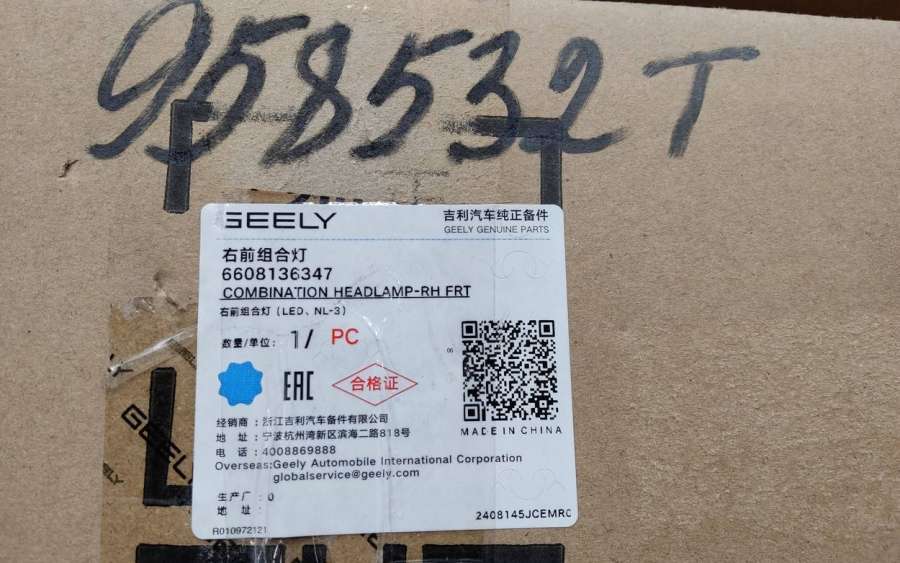 958532 T
GEELY
吉利汽车纯正备件
GEELY GENUINE PARTS
右前组合灯
6608136347
COMBINATION HEADLAMP-RH FRT
右前组合灯 (LED、NL-3)
数量/单位: 1/ PC
EAC
合格证
06
MADE IN CHINA
经销商 : 浙江吉利汽车备件有限公司
地 址 : 宁波杭州湾新区滨海二路818号
电 话 : 4008869888
Overseas:Geely Automobile International Corporation
globalservice@geely.com
生产厂 : 0
地 址 :
2408145JCEMRC
R010972121
GEELY